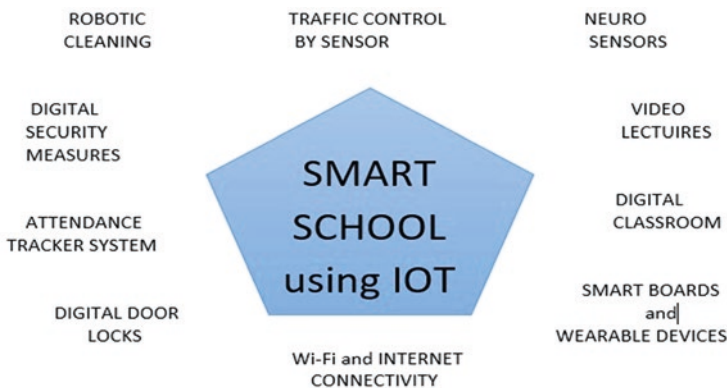 ROBOTIC
CLEANING
TRAFFIC CONTROL
BY SENSOR
NEURO
SENSORS
DIGITAL
SECURITY
MEASURES
VIDEO
LECTUIRES
SMART
SCHOOL
using IOT
ATTENDANCE
TRACKER SYSTEM
DIGITAL
CLASSROOM
DIGITAL DOOR
LOCKS
SMART BOARDS
and
WEARABLE DEVICES
Wi-Fi and INTERNET
CONNECTIVITY